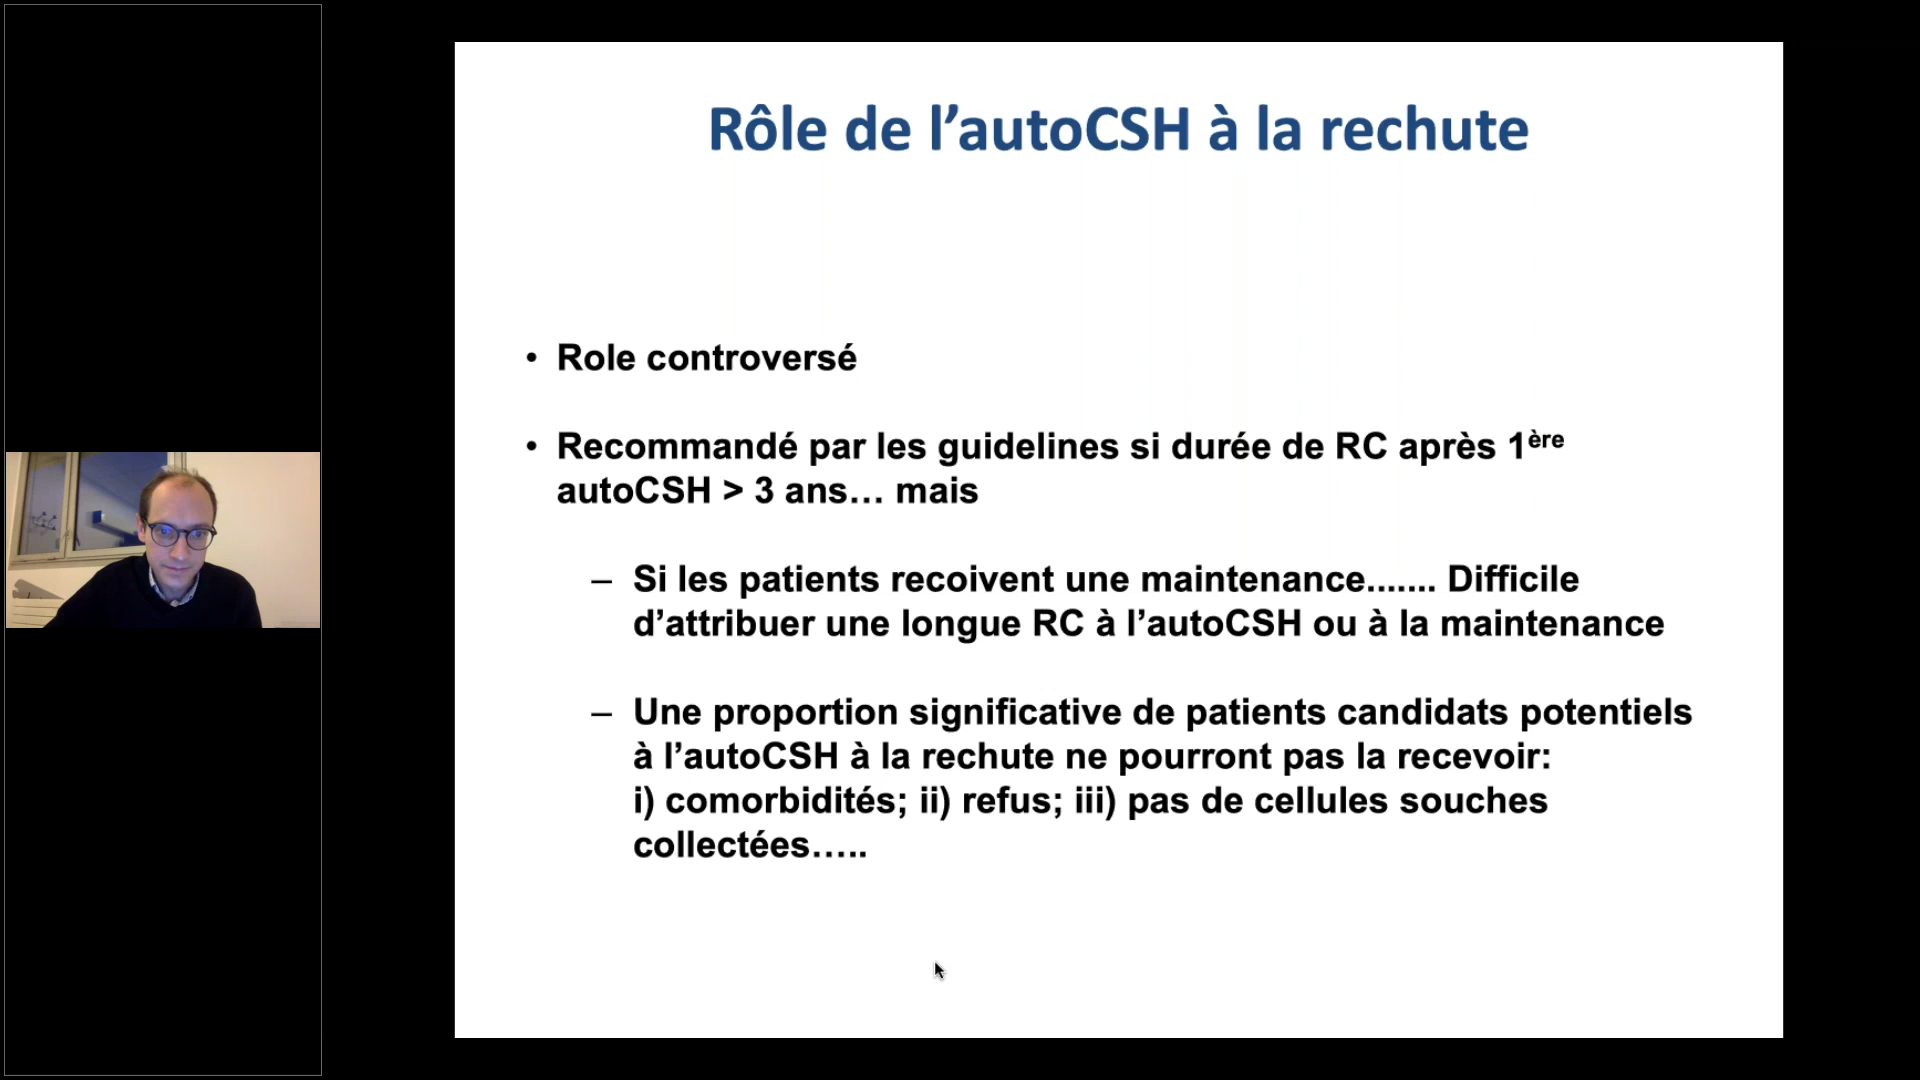 Rôle de l’autoCSH à la rechute
• Role controversé
• Recommandé par les guidelines si durée de RC après 1ère
autoCSH > 3 ans… mais
– Si les patients recoivent une maintenance....... Difficile
d’attribuer une longue RC à l’autoCSH ou à la maintenance
– Une proportion significative de patients candidats potentiels
à l’autoCSH à la rechute ne pourront pas la recevoir:
i) comorbidités; ii) refus; iii) pas de cellules souches
collectées…..